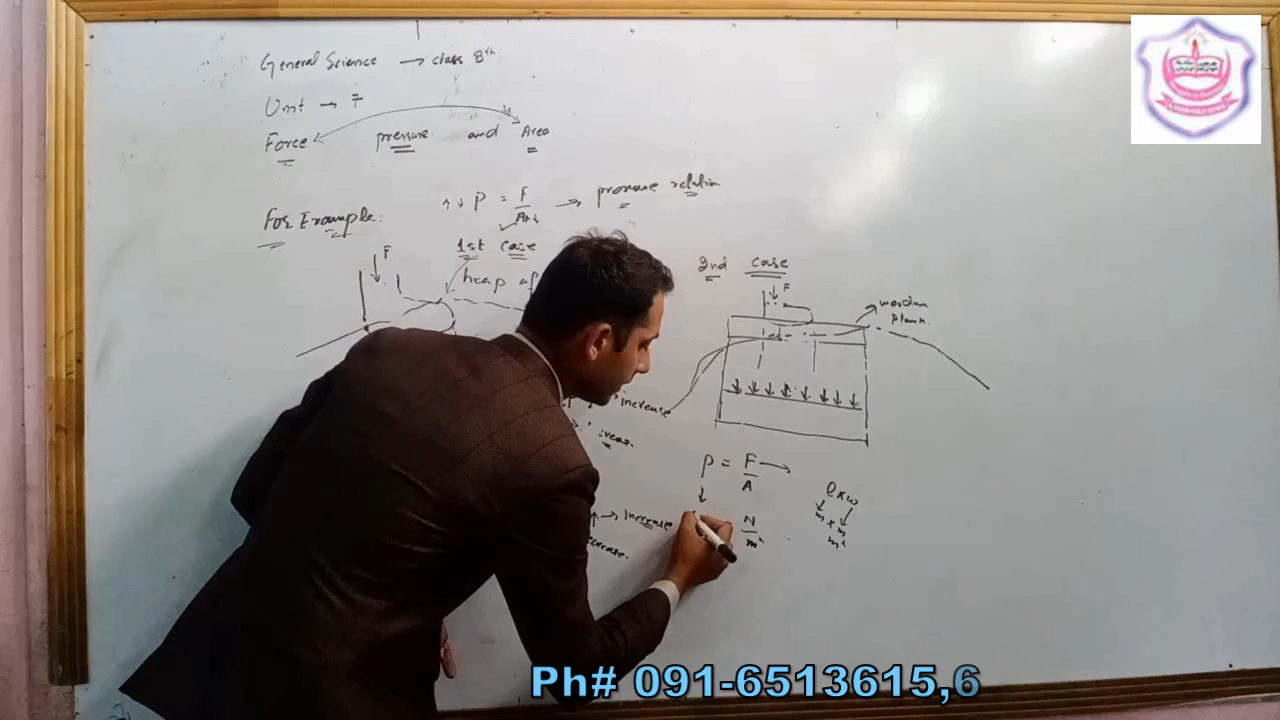 General Science → class 8th
Unit → 7
Force pressure and Area
↑↓ P = F/A↑↓ → pressure relation
For Example
1st case
F
heap of
2nd case
F
wooden
plank
increase
P = F/A →
↓
l×w
m × m
m²
N/m²
↑ → increase
Ph# 091-6513615,6